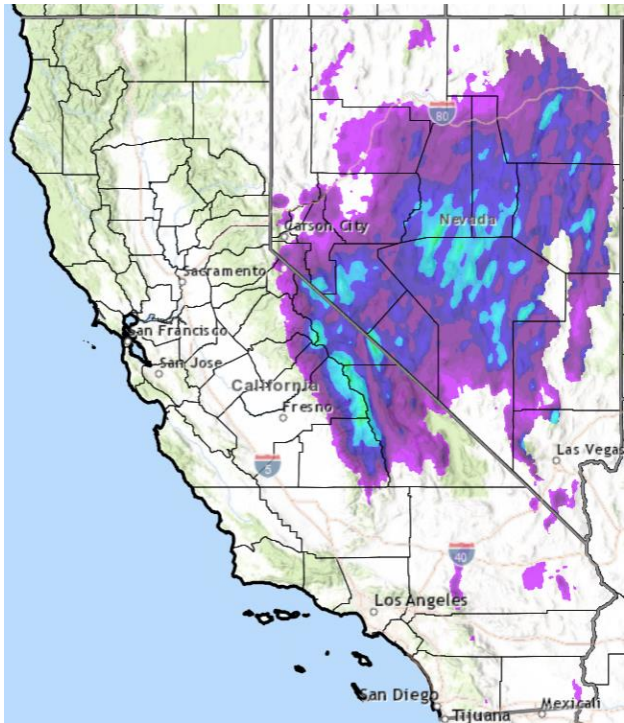 80
Carson City
Nevada
Sacramento
San Francisco
San Jose
California
Fresno
5
Las Vegas
40
Los Angeles
San Diego
Tijuana
Mexicali